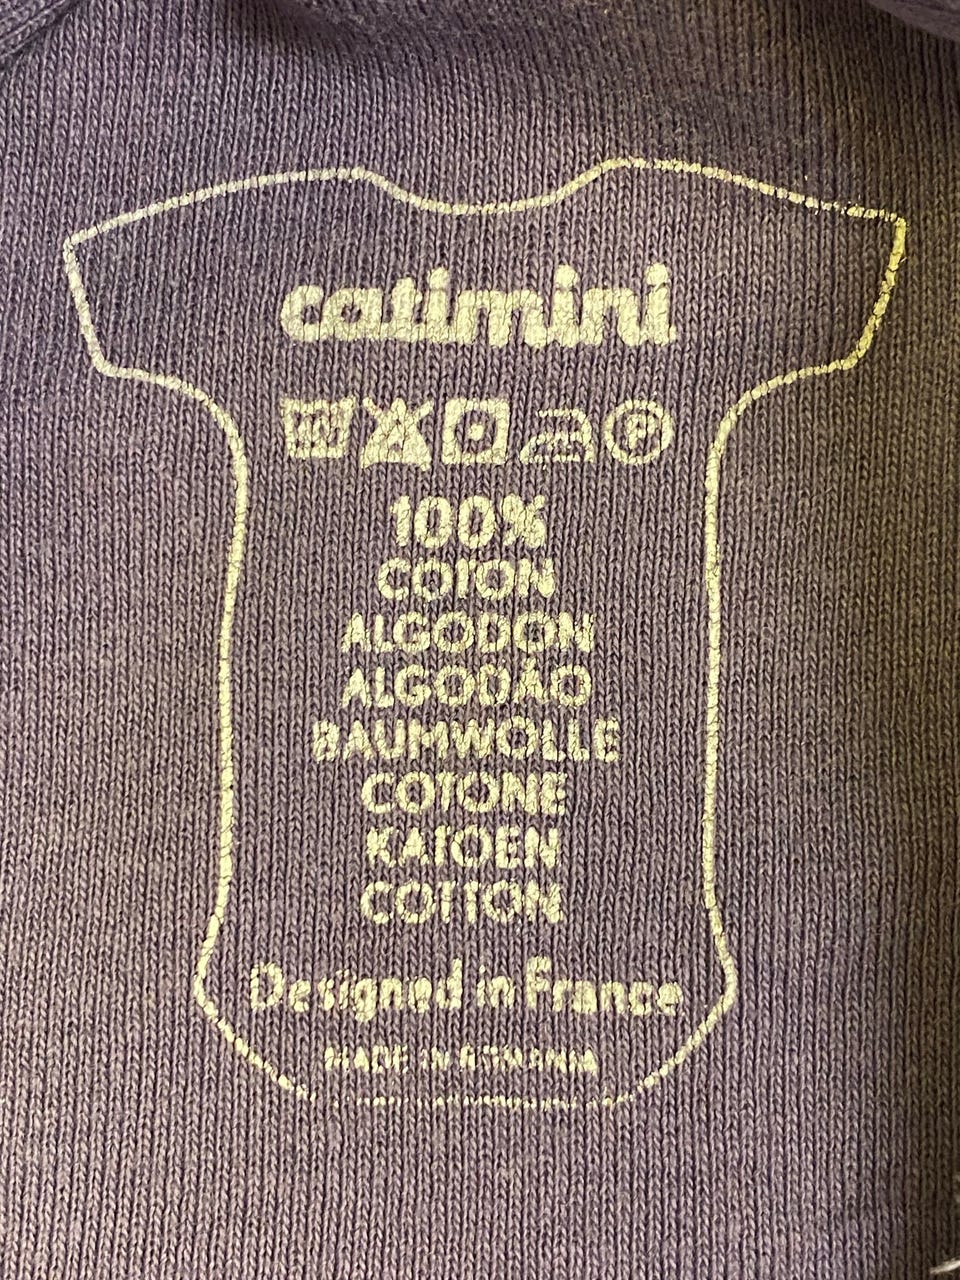 catimini
P
100%
COTON
ALGODON
ALGODÃO
BAUMWOLLE
COTONE
KATOEN
COTTON
Designed in France
MADE IN ROMANIA